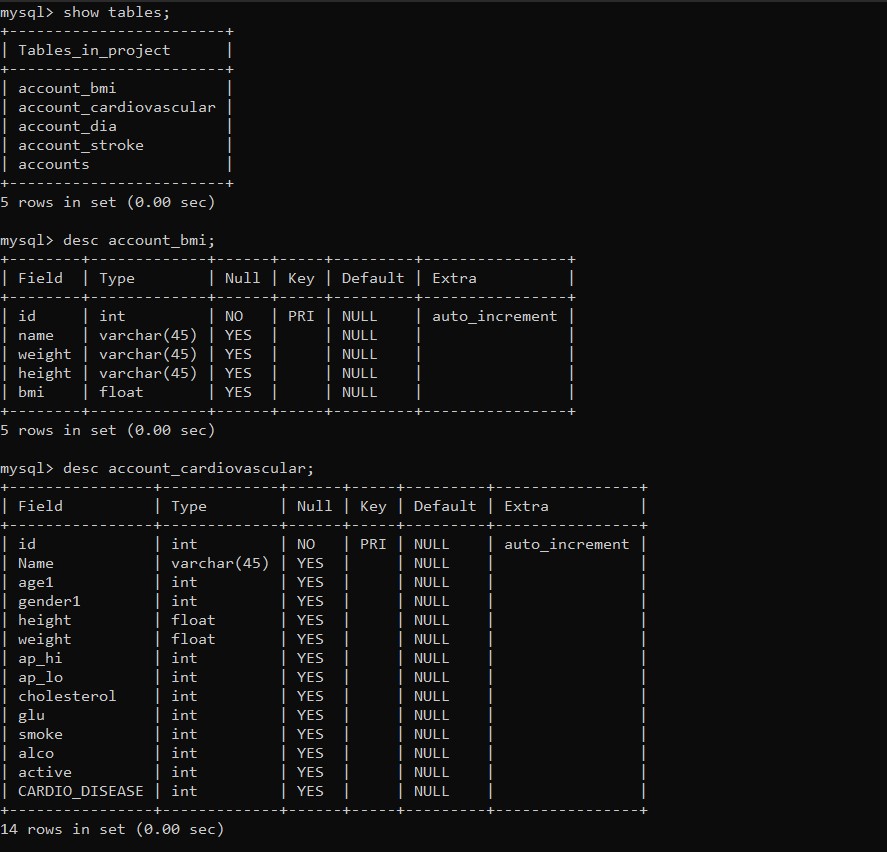 mysql> show tables;
+------------------------+
| Tables_in_project      |
+------------------------+
| account_bmi            |
| account_cardiovascular |
| account_dia            |
| account_stroke         |
| accounts               |
+------------------------+
5 rows in set (0.00 sec)

mysql> desc account_bmi;
+--------+-------------+------+-----+---------+----------------+
| Field  | Type        | Null | Key | Default | Extra          |
+--------+-------------+------+-----+---------+----------------+
| id     | int         | NO   | PRI | NULL    | auto_increment |
| name   | varchar(45) | YES  |     | NULL    |                |
| weight | varchar(45) | YES  |     | NULL    |                |
| height | varchar(45) | YES  |     | NULL    |                |
| bmi    | float       | YES  |     | NULL    |                |
+--------+-------------+------+-----+---------+----------------+
5 rows in set (0.00 sec)

mysql> desc account_cardiovascular;
+----------------+-------------+------+-----+---------+----------------+
| Field          | Type        | Null | Key | Default | Extra          |
+----------------+-------------+------+-----+---------+----------------+
| id             | int         | NO   | PRI | NULL    | auto_increment |
| Name           | varchar(45) | YES  |     | NULL    |                |
| age1           | int         | YES  |     | NULL    |                |
| gender1        | int         | YES  |     | NULL    |                |
| height         | float       | YES  |     | NULL    |                |
| weight         | float       | YES  |     | NULL    |                |
| ap_hi          | int         | YES  |     | NULL    |                |
| ap_lo          | int         | YES  |     | NULL    |                |
| cholesterol    | int         | YES  |     | NULL    |                |
| glu            | int         | YES  |     | NULL    |                |
| smoke          | int         | YES  |     | NULL    |                |
| alco           | int         | YES  |     | NULL    |                |
| active         | int         | YES  |     | NULL    |                |
| CARDIO_DISEASE | int         | YES  |     | NULL    |                |
+----------------+-------------+------+-----+---------+----------------+
14 rows in set (0.00 sec)